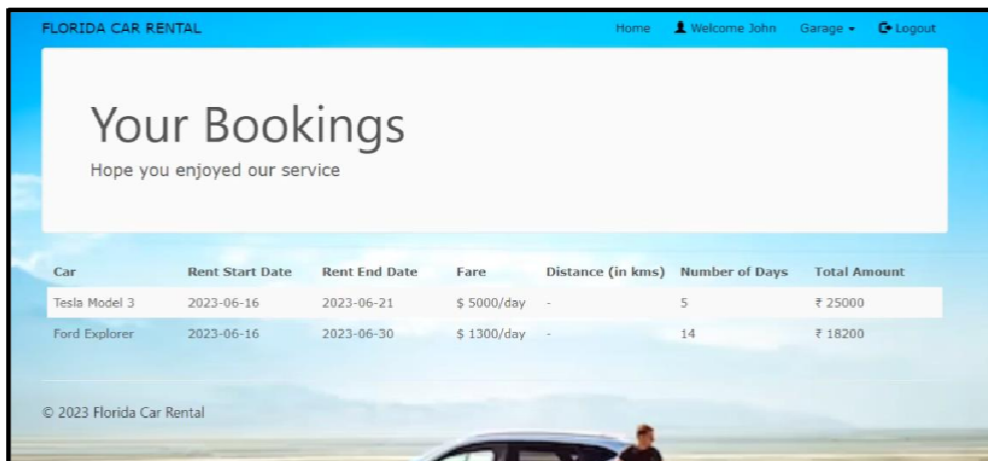 FLORIDA CAR RENTAL Home Welcome John Garage Logout
Your Bookings
Hope you enjoyed our service
Car Rent Start Date Rent End Date Fare Distance (in kms) Number of Days Total Amount
Tesla Model 3 2023-06-16 2023-06-21 $ 5000/day - 5 ₹ 25000
Ford Explorer 2023-06-16 2023-06-30 $ 1300/day - 14 ₹ 18200
© 2023 Florida Car Rental